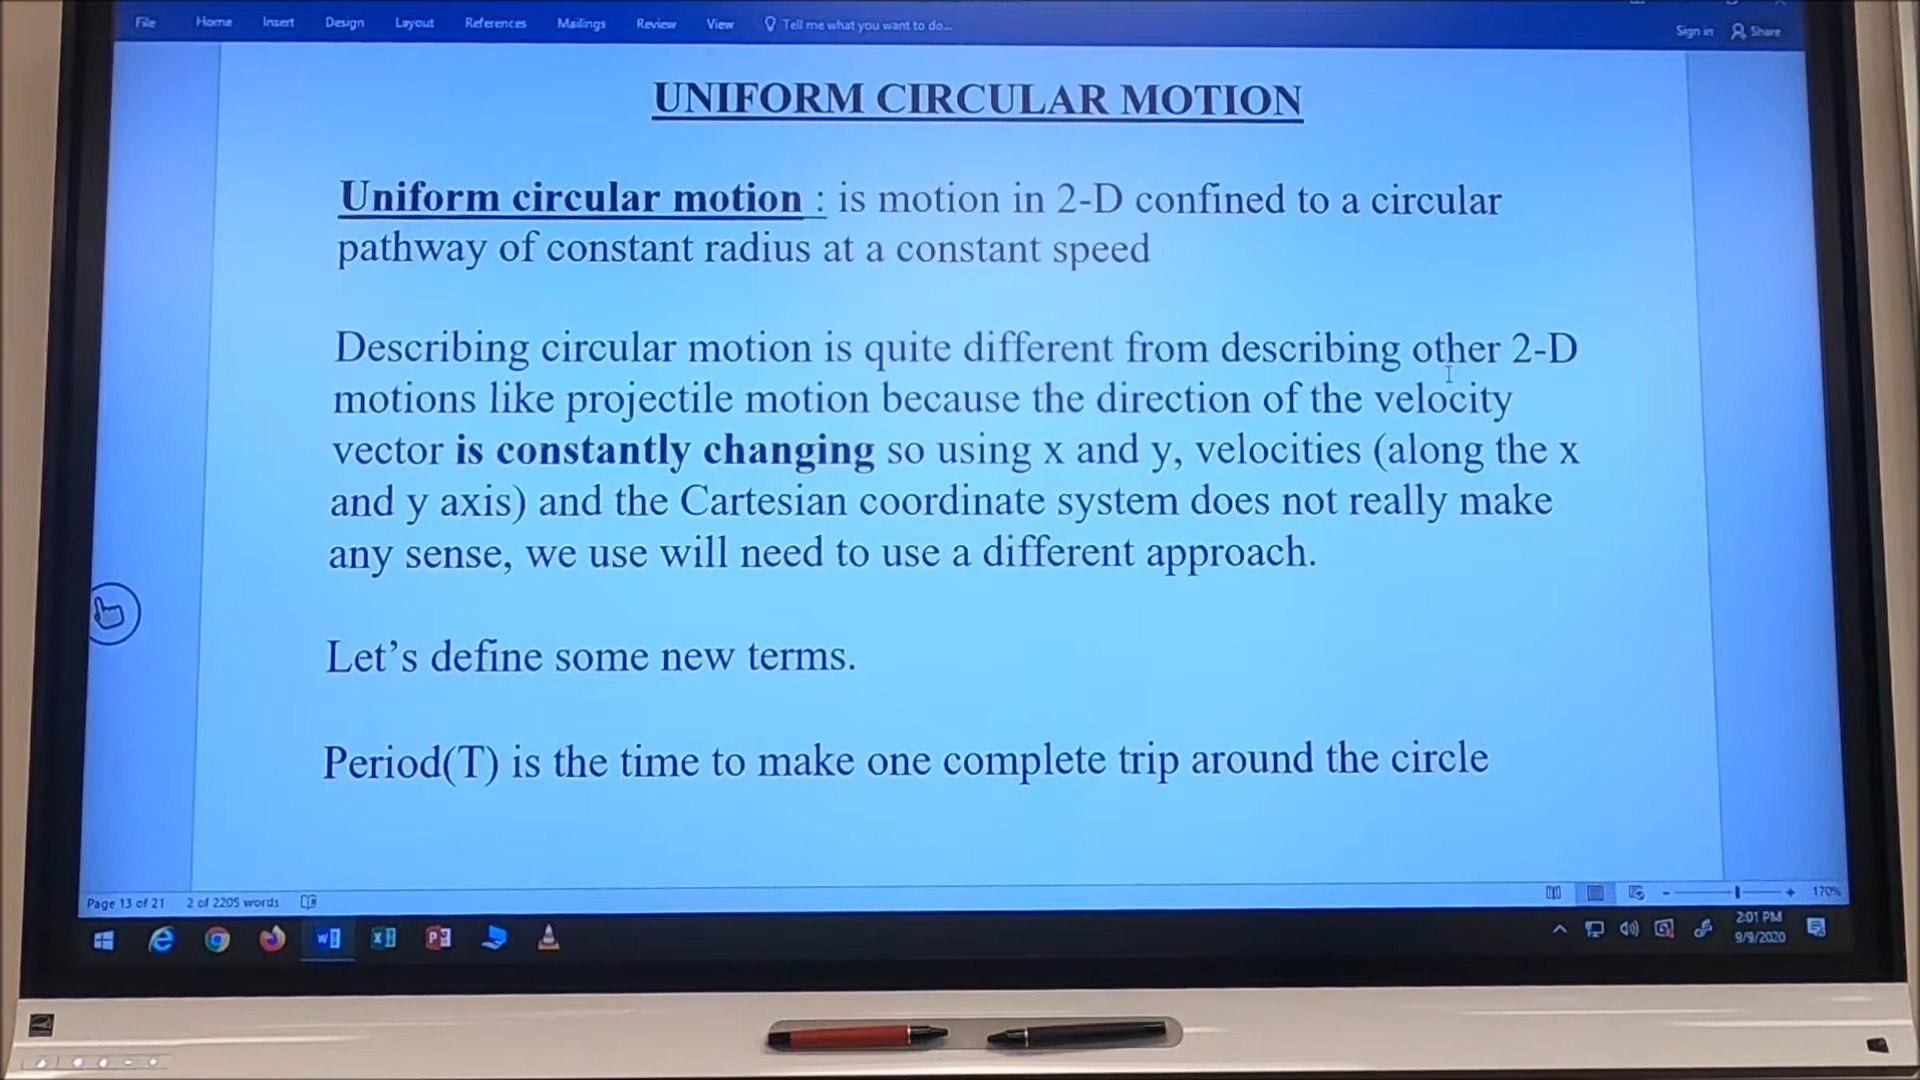 File Home Insert Design Layout References Mailings Review View Tell me what you want to do...
Sign in Share
UNIFORM CIRCULAR MOTION
Uniform circular motion : is motion in 2-D confined to a circular
pathway of constant radius at a constant speed
Describing circular motion is quite different from describing other 2-D
motions like projectile motion because the direction of the velocity
vector is constantly changing so using x and y, velocities (along the x
and y axis) and the Cartesian coordinate system does not really make
any sense, we use will need to use a different approach.
Let’s define some new terms.
Period(T) is the time to make one complete trip around the circle
Page 13 of 21 2 of 2205 words
170%
2:01 PM
9/9/2020